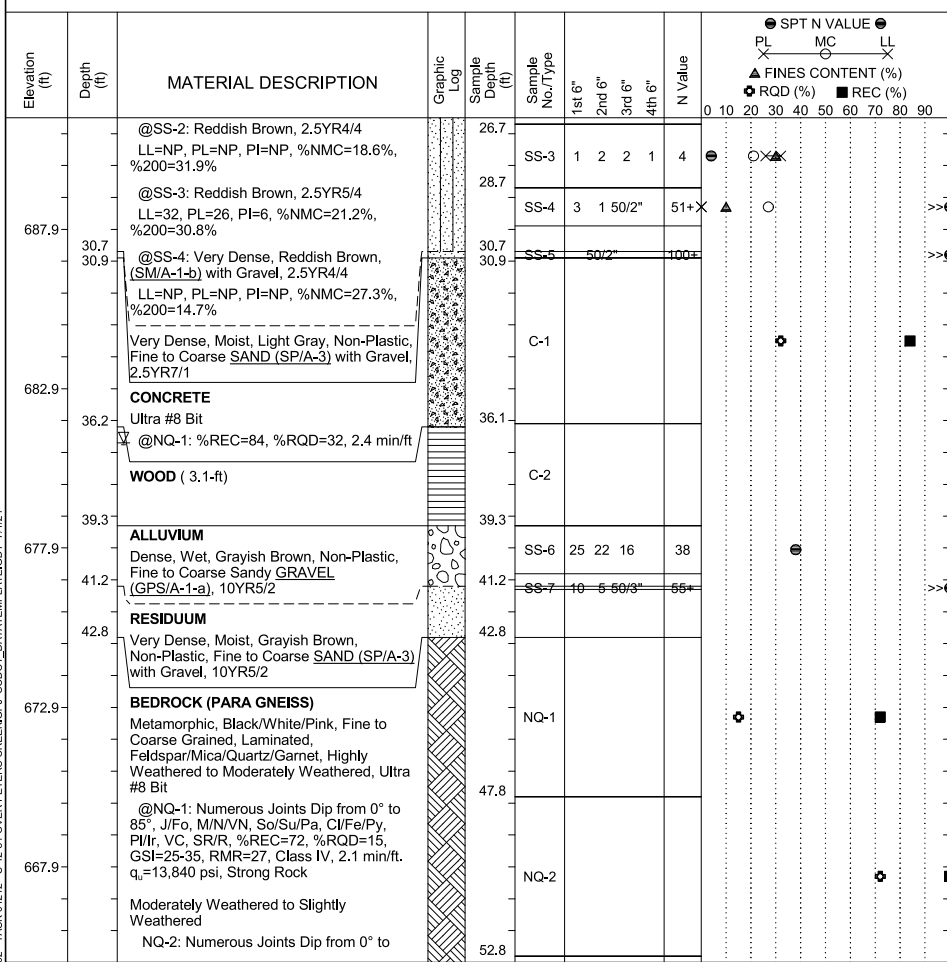 Elevation (ft)
Depth (ft)
MATERIAL DESCRIPTION
Graphic Log
Sample Depth (ft)
Sample No./Type
1st 6"
2nd 6"
3rd 6"
4th 6"
N Value
SPT N VALUE
PL MC LL
FINES CONTENT (%)
RQD (%) REC (%)
0 10 20 30 40 50 60 70 80 90
@SS-2: Reddish Brown, 2.5YR4/4
LL=NP, PL=NP, PI=NP, %NMC=18.6%,
%200=31.9%
@SS-3: Reddish Brown, 2.5YR5/4
LL=32, PL=26, PI=6, %NMC=21.2%,
%200=30.8%
@SS-4: Very Dense, Reddish Brown,
(SM/A-1-b) with Gravel, 2.5YR4/4
LL=NP, PL=NP, PI=NP, %NMC=27.3%,
%200=14.7%
Very Dense, Moist, Light Gray, Non-Plastic,
Fine to Coarse SAND (SP/A-3) with Gravel,
2.5YR7/1
CONCRETE
Ultra #8 Bit
@NQ-1: %REC=84, %RQD=32, 2.4 min/ft
WOOD ( 3.1-ft)
ALLUVIUM
Dense, Wet, Grayish Brown, Non-Plastic,
Fine to Coarse Sandy GRAVEL
(GPS/A-1-a), 10YR5/2
RESIDUUM
Very Dense, Moist, Grayish Brown,
Non-Plastic, Fine to Coarse SAND (SP/A-3)
with Gravel, 10YR5/2
BEDROCK (PARA GNEISS)
Metamorphic, Black/White/Pink, Fine to
Coarse Grained, Laminated,
Feldspar/Mica/Quartz/Garnet, Highly
Weathered to Moderately Weathered, Ultra
#8 Bit
@NQ-1: Numerous Joints Dip from 0° to
85°, J/Fo, M/N/VN, So/Su/Pa, Cl/Fe/Py,
Pl/Ir, VC, SR/R, %REC=72, %RQD=15,
GSI=25-35, RMR=27, Class IV, 2.1 min/ft.
qu=13,840 psi, Strong Rock
Moderately Weathered to Slightly
Weathered
NQ-2: Numerous Joints Dip from 0° to
687.9
682.9
677.9
672.9
667.9
30.7
30.9
36.2
39.3
41.2
42.8
26.7
28.7
30.7
30.9
36.1
39.3
41.2
42.8
47.8
52.8
SS-3 1 2 2 1 4
SS-4 3 1 50/2" 51+ >>
SS-5 50/2" 100+ >>
C-1
C-2
SS-6 25 22 16 38
SS-7 10 5 50/3" 55+ >>
NQ-1
NQ-2